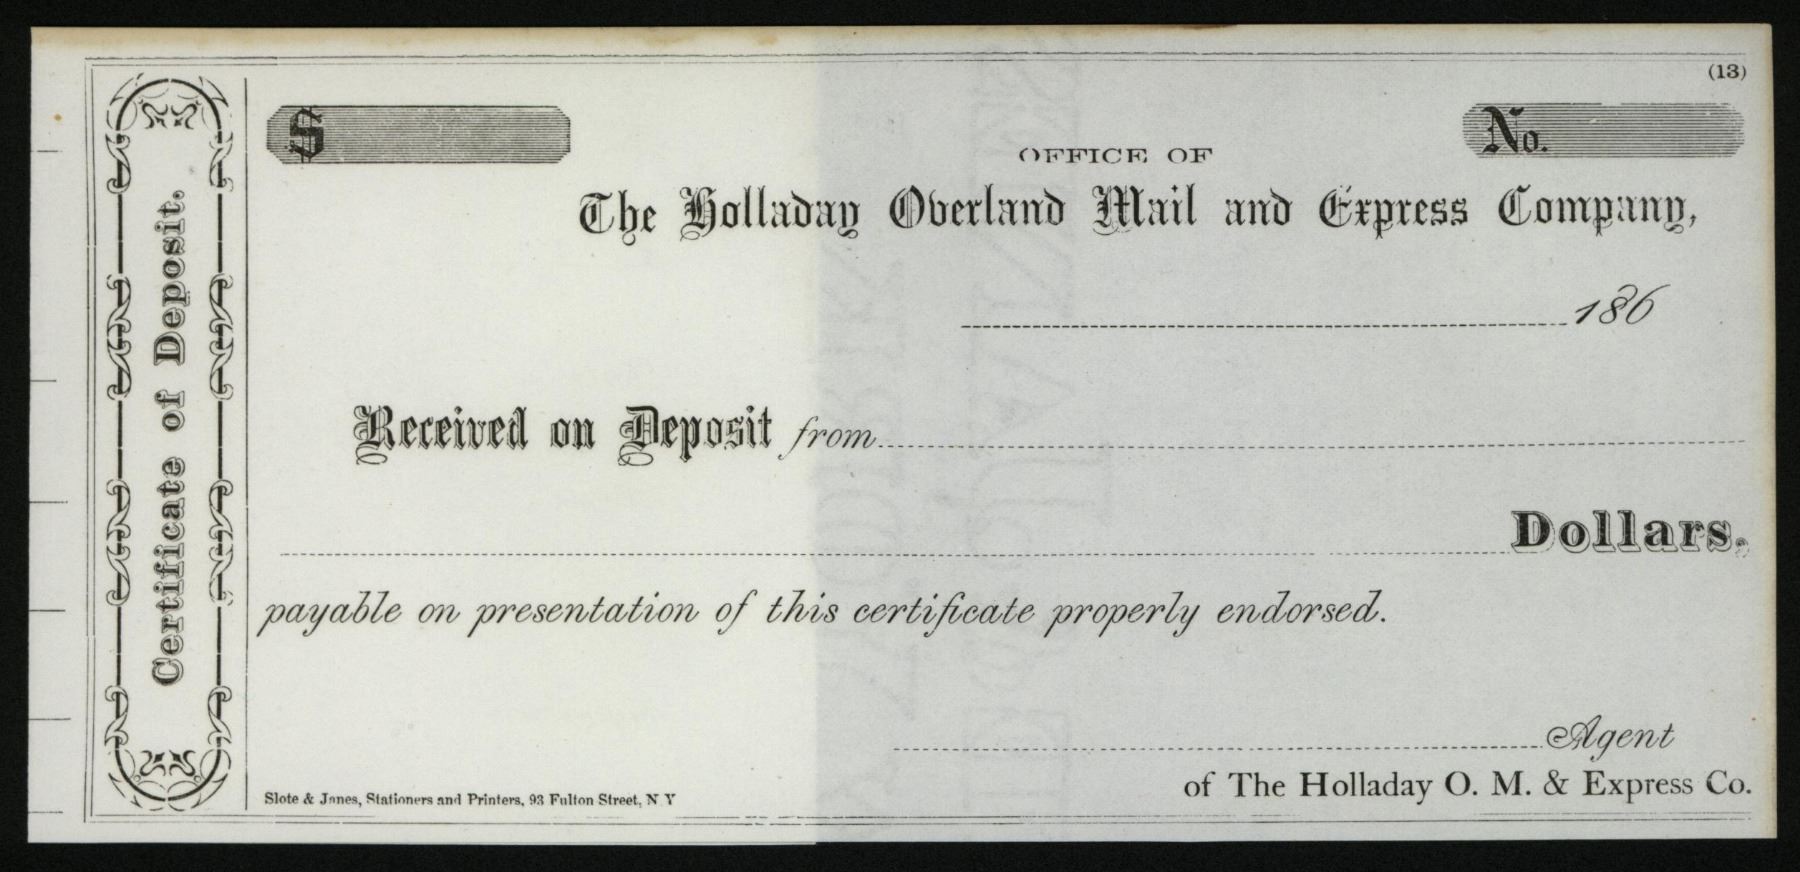 (13)
$
No.
OFFICE OF
The Holladay Overland Mail and Express Company,
186
Certificate of Deposit.
Received on Deposit from
Dollars,
payable on presentation of this certificate properly endorsed.
Agent
of The Holladay O. M. & Express Co.
Slote & Janes, Stationers and Printers, 93 Fulton Street, N Y